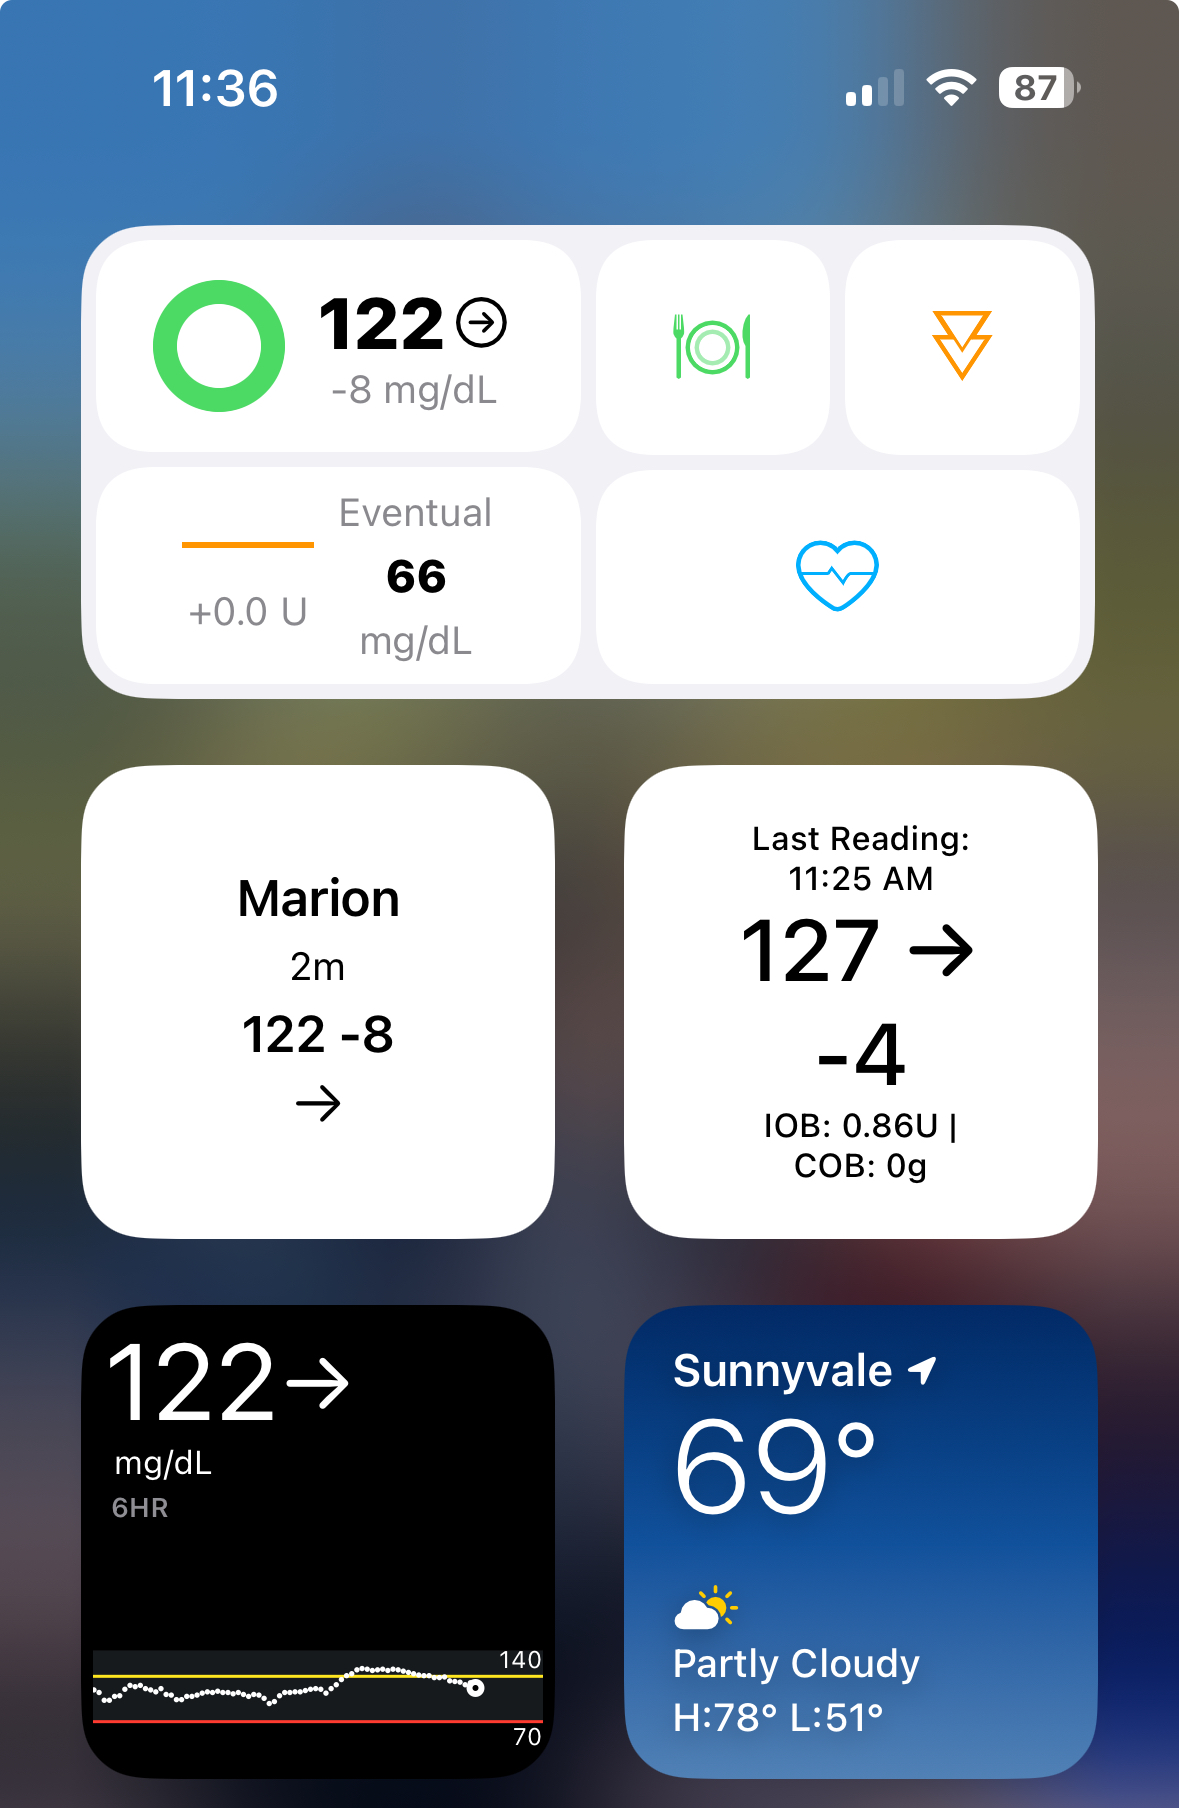 11:36
87
122
-8 mg/dL
Eventual
66
+0.0 U
mg/dL
Marion
2m
122 -8
Last Reading:
11:25 AM
127 →
-4
IOB: 0.86U |
COB: 0g
122→
mg/dL
6HR
140
70
Sunnyvale
69°
Partly Cloudy
H:78° L:51°